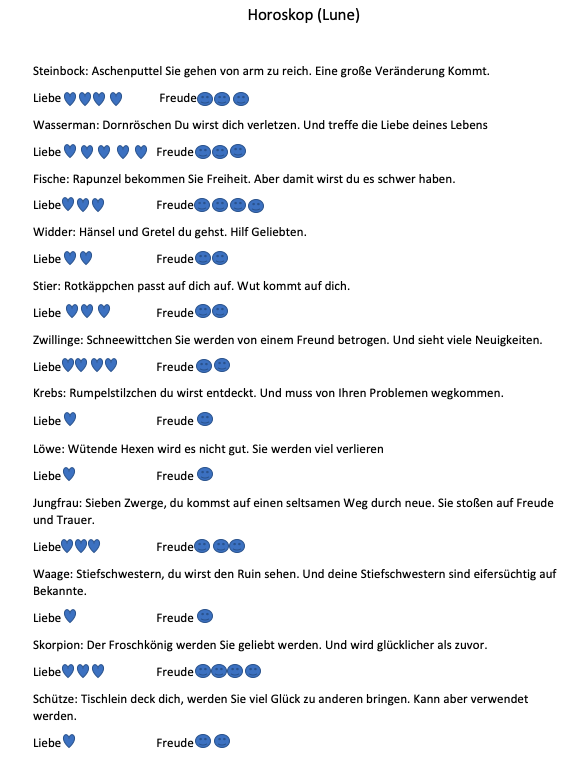 Horoskop (Lune)
Steinbock: Aschenputtel Sie gehen von arm zu reich. Eine große Veränderung Kommt.
Liebe Freude
Wasserman: Dornröschen Du wirst dich verletzen. Und treffe die Liebe deines Lebens
Liebe Freude
Fische: Rapunzel bekommen Sie Freiheit. Aber damit wirst du es schwer haben.
Liebe Freude
Widder: Hänsel und Gretel du gehst. Hilf Geliebten.
Liebe Freude
Stier: Rotkäppchen passt auf dich auf. Wut kommt auf dich.
Liebe Freude
Zwillinge: Schneewittchen Sie werden von einem Freund betrogen. Und sieht viele Neuigkeiten.
Liebe Freude
Krebs: Rumpelstilzchen du wirst entdeckt. Und muss von Ihren Problemen wegkommen.
Liebe Freude
Löwe: Wütende Hexen wird es nicht gut. Sie werden viel verlieren
Liebe Freude
Jungfrau: Sieben Zwerge, du kommst auf einen seltsamen Weg durch neue. Sie stoßen auf Freude
und Trauer.
Liebe Freude
Waage: Stiefschwestern, du wirst den Ruin sehen. Und deine Stiefschwestern sind eifersüchtig auf
Bekannte.
Liebe Freude
Skorpion: Der Froschkönig werden Sie geliebt werden. Und wird glücklicher als zuvor.
Liebe Freude
Schütze: Tischlein deck dich, werden Sie viel Glück zu anderen bringen. Kann aber verwendet
werden.
Liebe Freude